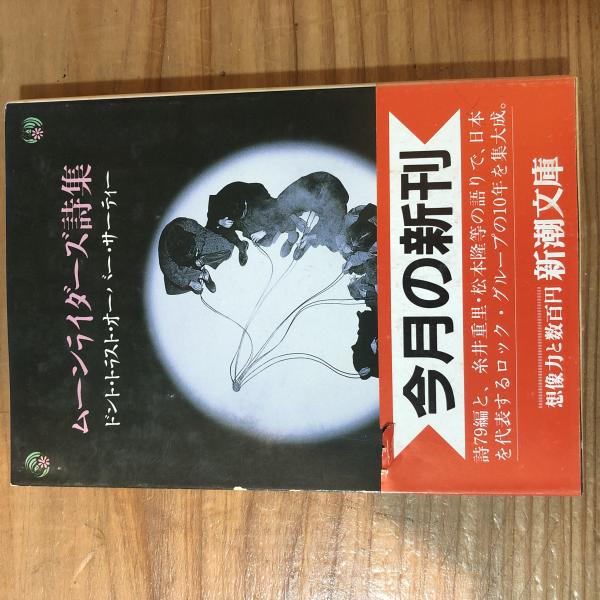 ムーンライダーズ詩集
ドント・トラスト・オーバー・サーティー
今月の新刊
詩79編と、糸井重里・松本隆等の語りで、日本
を代表するロック・グループの10年を集大成。
想像力と数百円
新潮文庫